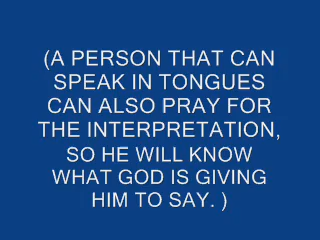 (A PERSON THAT CAN
SPEAK IN TONGUES
CAN ALSO PRAY FOR
THE INTERPRETATION,
SO HE WILL KNOW
WHAT GOD IS GIVING
HIM TO SAY. )